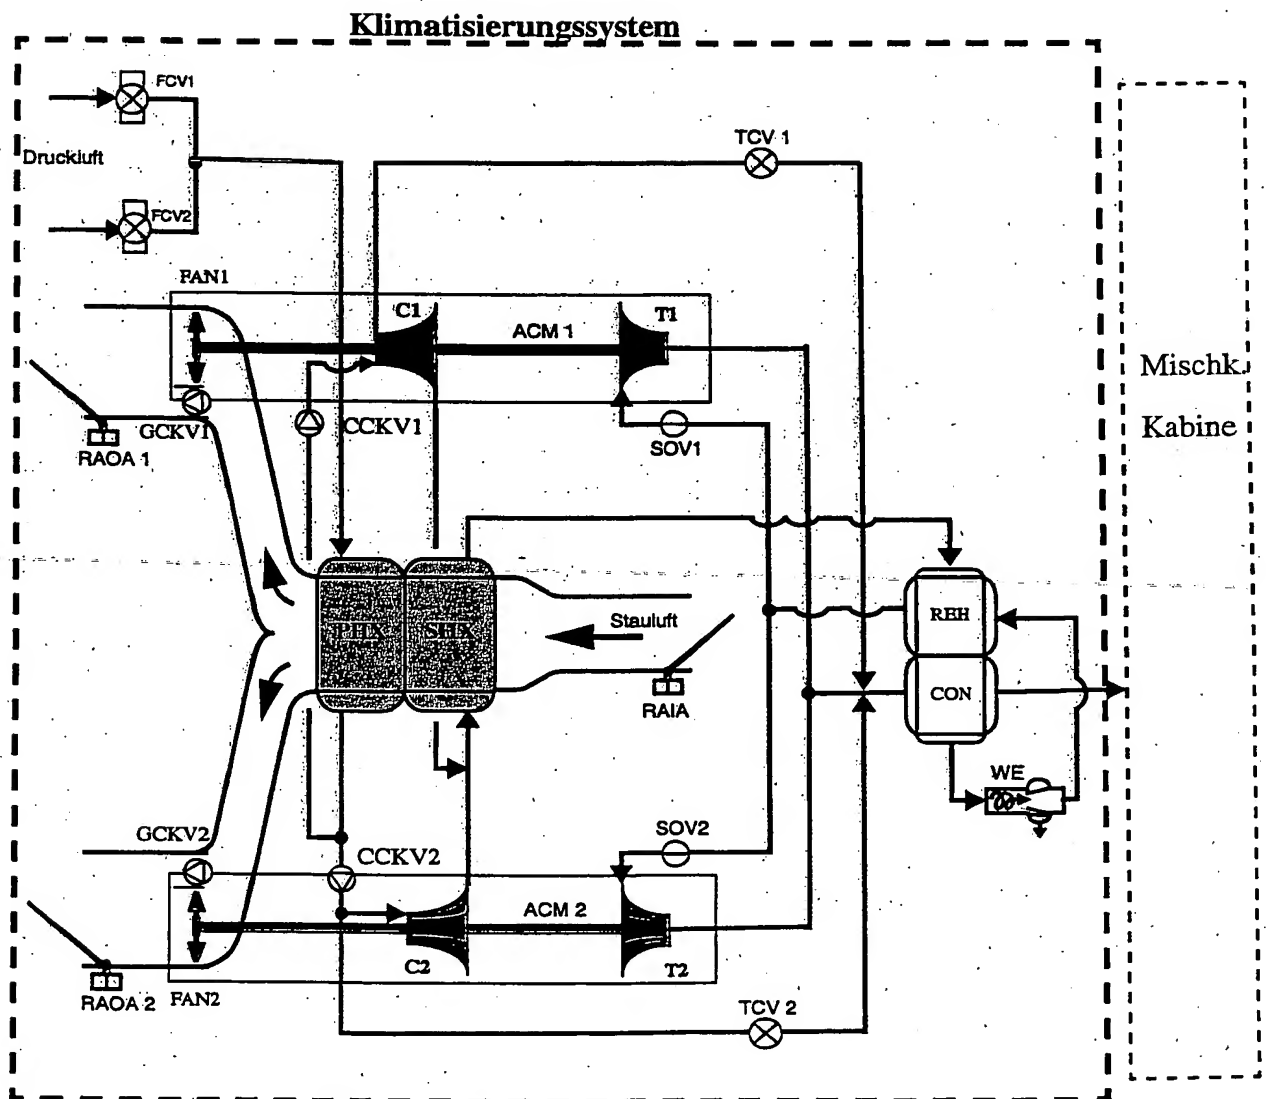 Klimatisierungssystem
FCV1
Druckluft
FCV2
TCV 1
FAN1
C1
ACM 1
T1
Mischk.
Kabine
GCKV1
CCKV1
SOV1
RAOA 1
PHX
SHX
Stauluft
REH
RAIA
CON
WE
GCKV2
CCKV2
SOV2
ACM 2
C2
T2
RAOA 2
FAN2
TCV 2